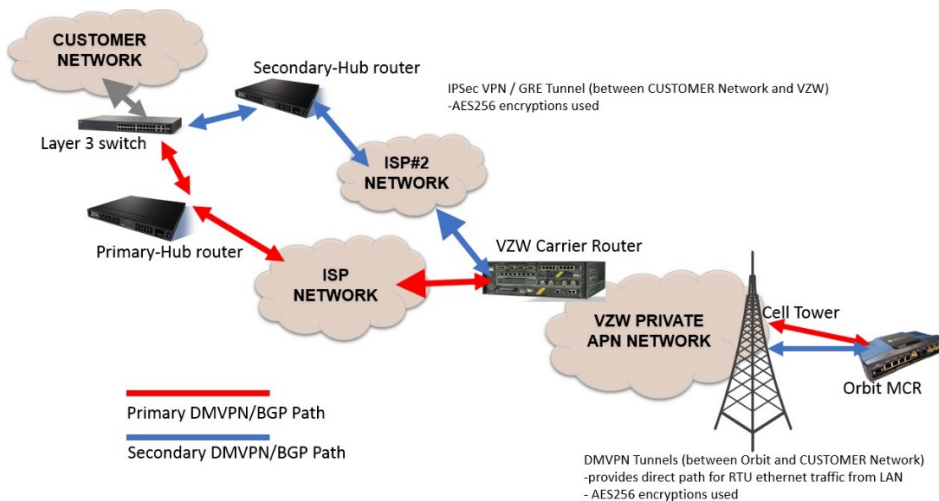 CUSTOMER
NETWORK
Secondary-Hub router
IPSec VPN / GRE Tunnel (between CUSTOMER Network and VZW)
-AES256 encryptions used
Layer 3 switch
ISP#2
NETWORK
Primary-Hub router
VZW Carrier Router
ISP
NETWORK
Cell Tower
VZW PRIVATE
APN NETWORK
Orbit MCR
Primary DMVPN/BGP Path
Secondary DMVPN/BGP Path
DMVPN Tunnels (between Orbit and CUSTOMER Network)
-provides direct path for RTU ethernet traffic from LAN
- AES256 encryptions used